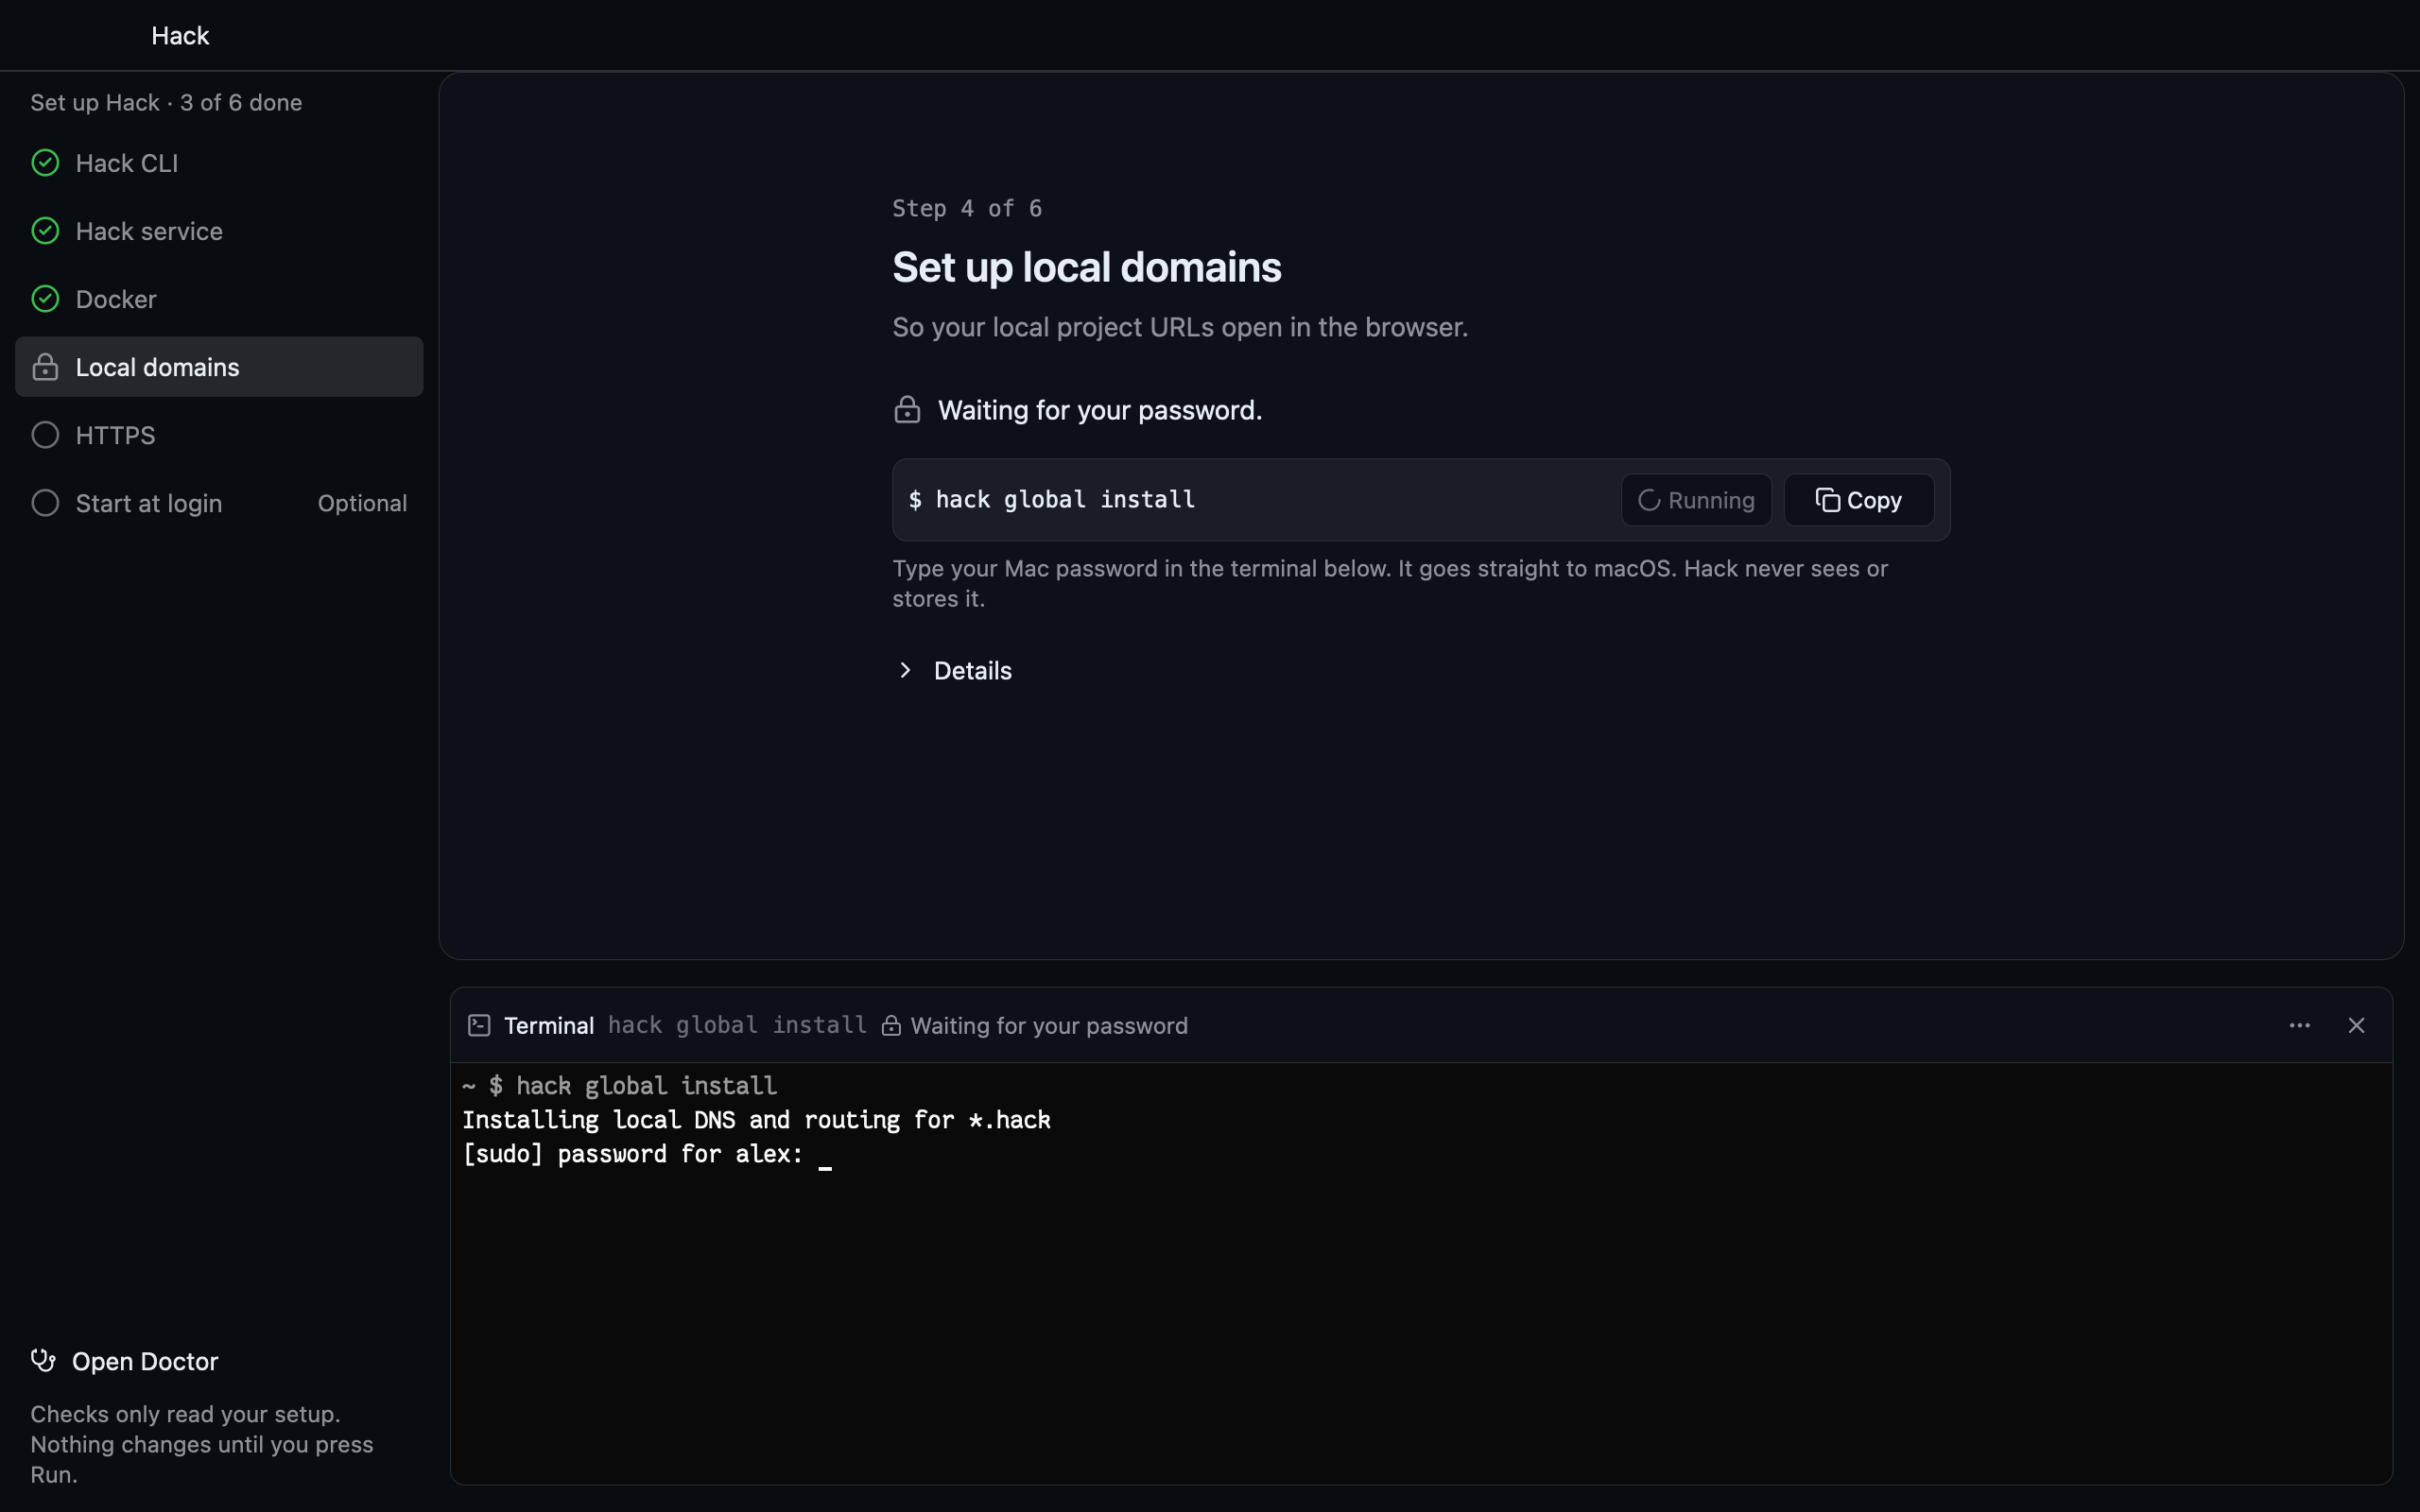 Hack
Set up Hack · 3 of 6 done
Hack CLI
Hack service
Docker
Local domains
HTTPS
Start at login Optional
Step 4 of 6
Set up local domains
So your local project URLs open in the browser.
Waiting for your password.
$ hack global install Running Copy
Type your Mac password in the terminal below. It goes straight to macOS. Hack never sees or
stores it.
Details
Terminal hack global install Waiting for your password
~ $ hack global install
Installing local DNS and routing for *.hack
[sudo] password for alex: _
Open Doctor
Checks only read your setup.
Nothing changes until you press
Run.